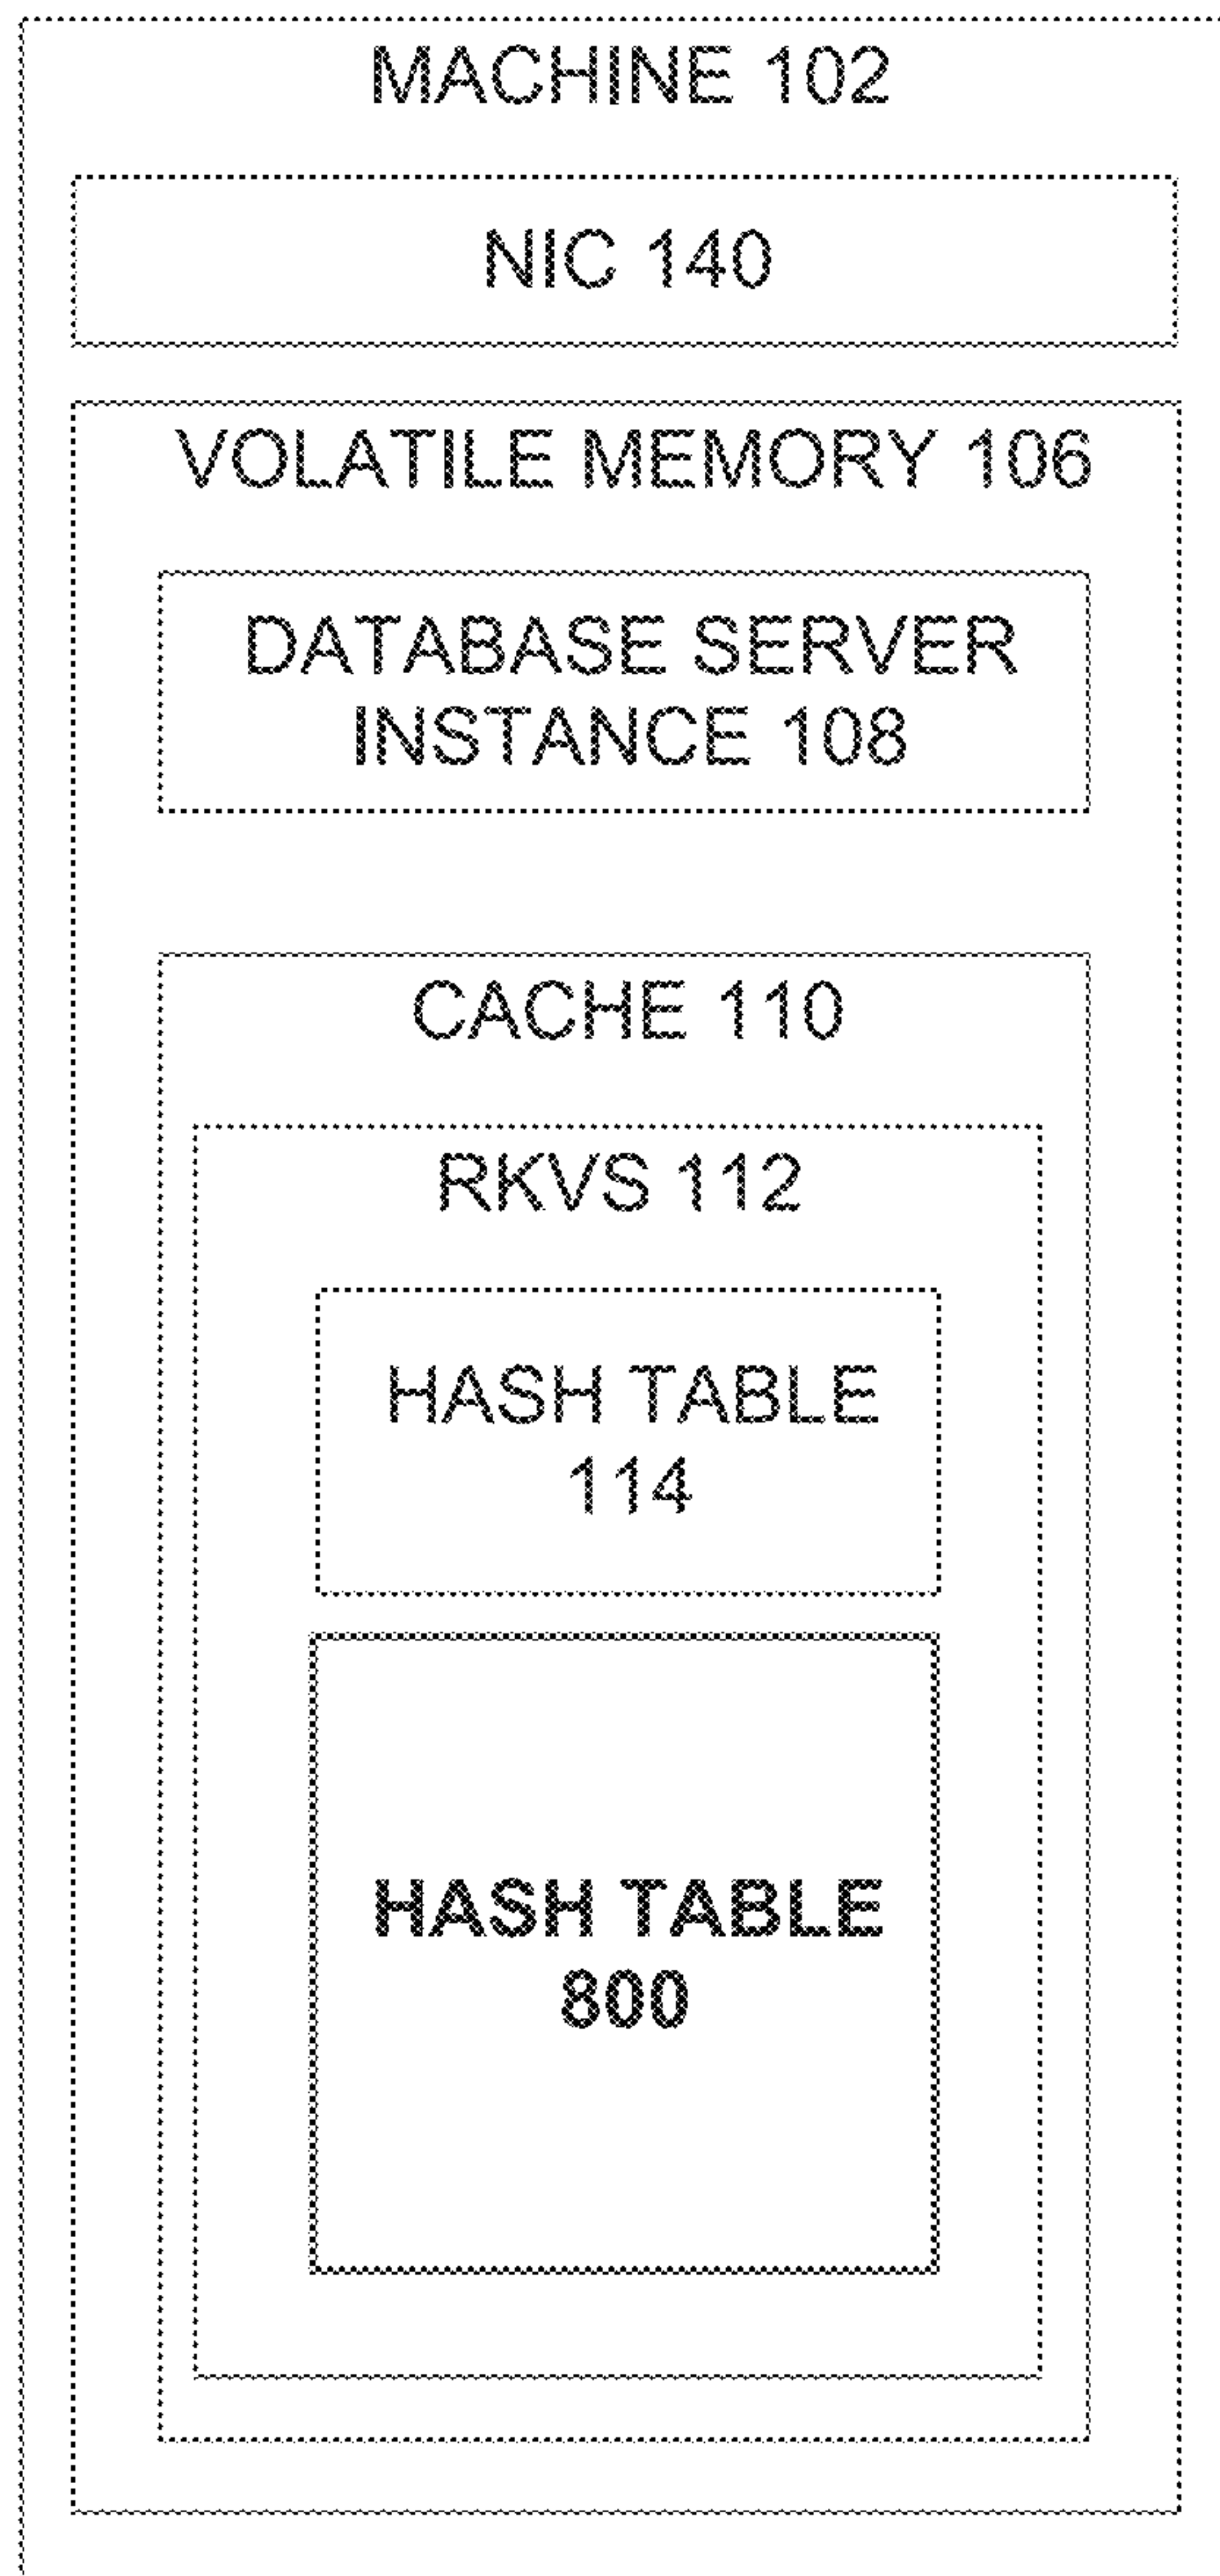 MACHINE 102
NIC 140
VOLATILE MEMORY 106
DATABASE SERVER
INSTANCE 108
CACHE 110
RKVS 112
HASH TABLE
114
HASH TABLE
800